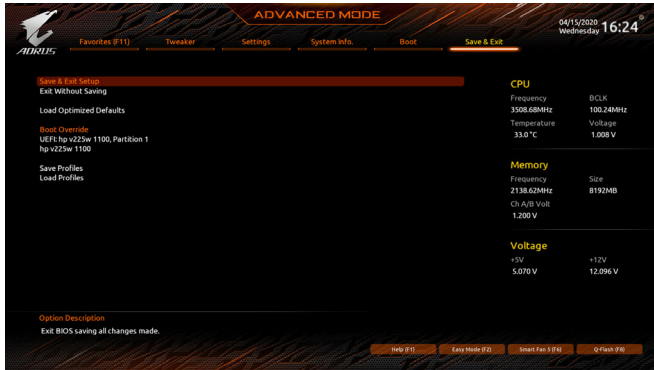 ADVANCED MODE
04/15/2020
Wednesday
16:24
AORUS
Favorites (F11) Tweaker Settings System Info. Boot Save & Exit
Save & Exit Setup
Exit Without Saving
Load Optimized Defaults
Boot Override
UEFI: hp v225w 1100, Partition 1
hp v225w 1100
Save Profiles
Load Profiles
CPU
Frequency BCLK
3508.68MHz 100.24MHz
Temperature Voltage
33.0 °C 1.008 V
Memory
Frequency Size
2138.62MHz 8192MB
Ch A/B Volt
1.200 V
Voltage
+5V +12V
5.070 V 12.096 V
Option Description
Exit BIOS saving all changes made.
Help (F1) Easy Mode (F2) Smart Fan 5 (F6) Q-Flash (F8)